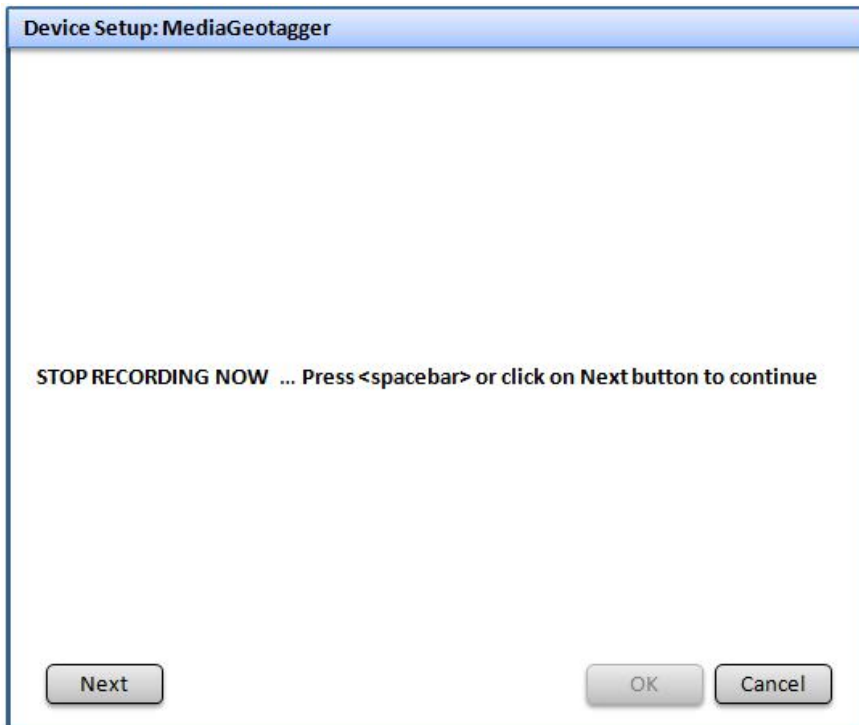 Device Setup: MediaGeotagger
STOP RECORDING NOW ... Press <spacebar> or click on Next button to continue
Next
OK
Cancel